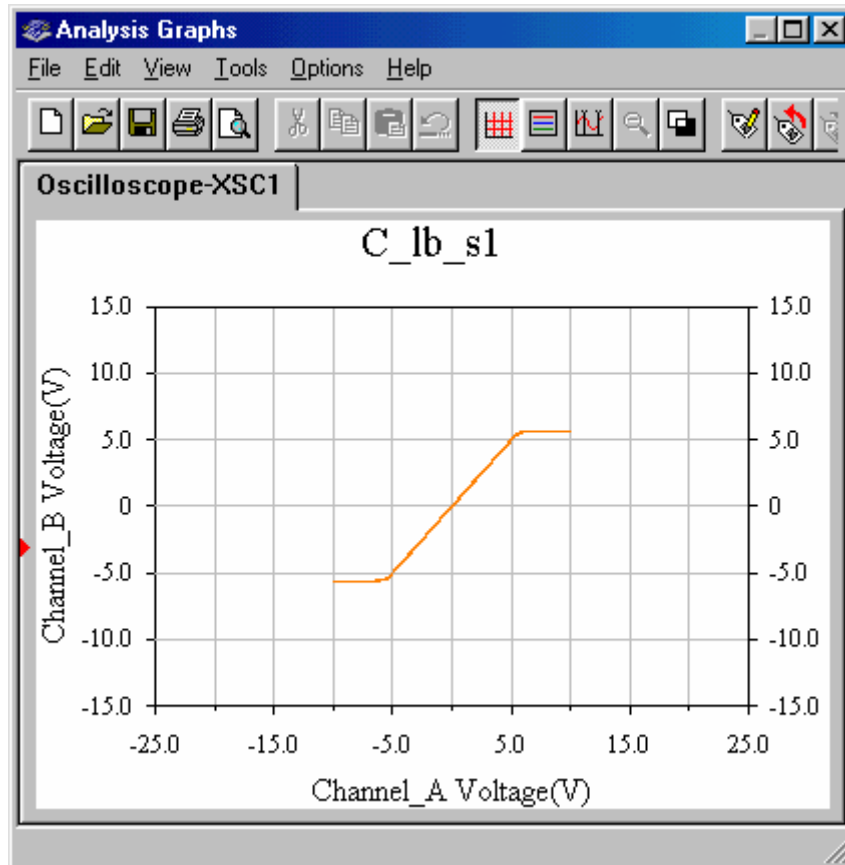 Analysis Graphs
File Edit View Tools Options Help
Oscilloscope-XSC1
C_lb_s1
15.0 15.0
10.0 10.0
5.0 5.0
0 0
-5.0 -5.0
-10.0 -10.0
-15.0 -15.0
Channel_B Voltage(V)
-25.0 -15.0 -5.0 5.0 15.0 25.0
Channel_A Voltage(V)